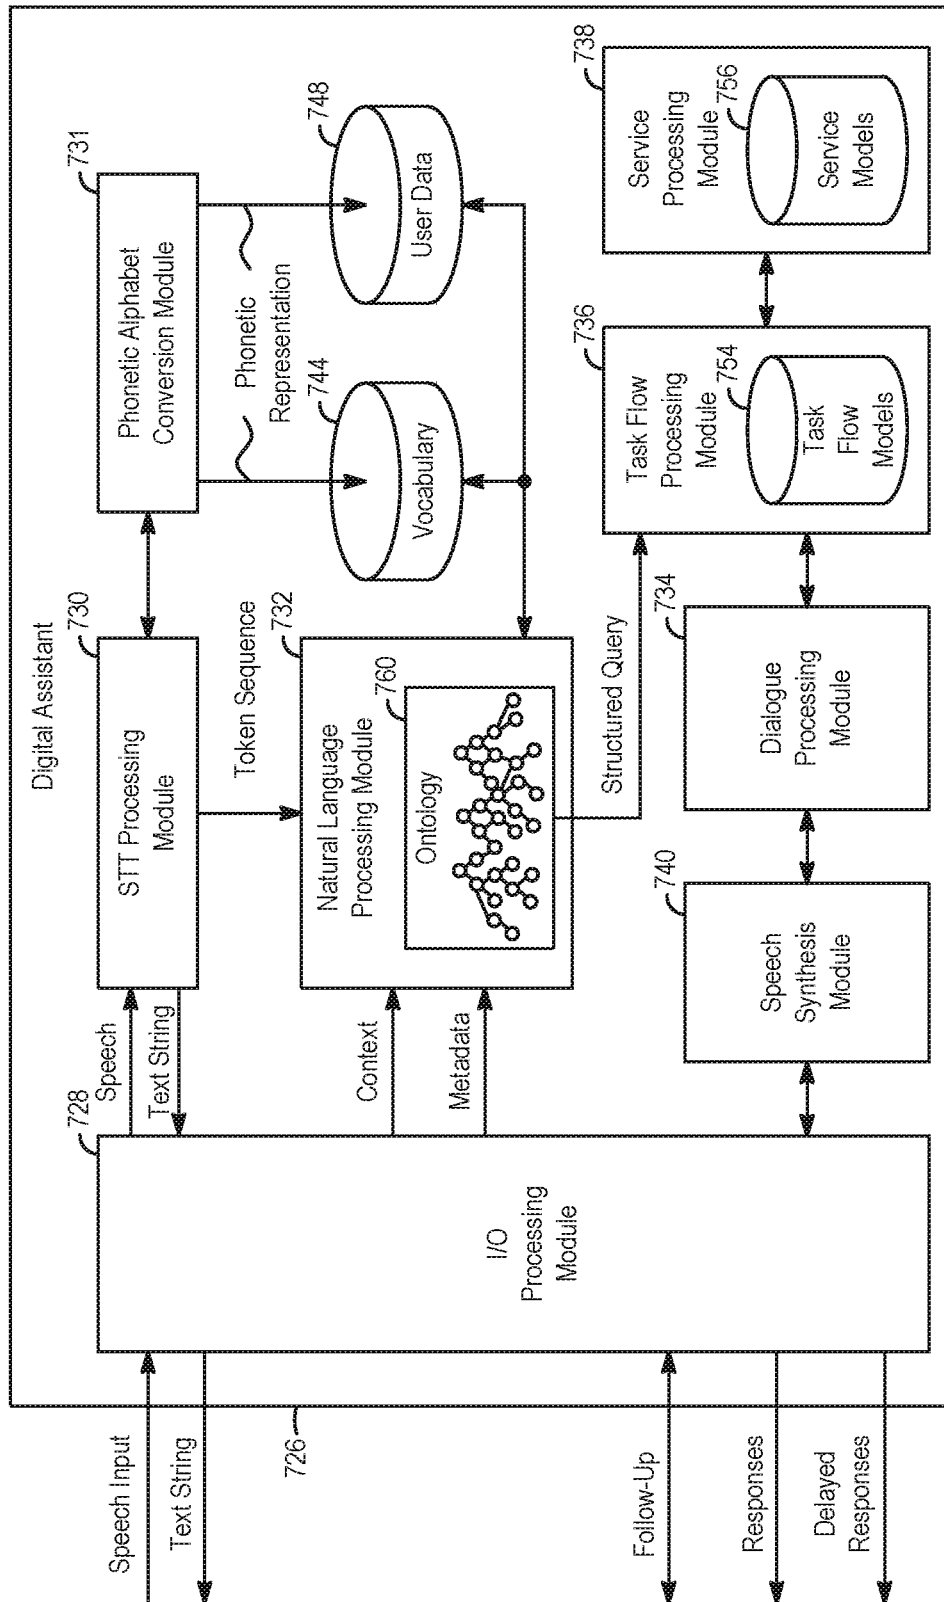 Digital Assistant
726
Speech Input
Text String
Follow-Up
Responses
Delayed
Responses
728
I/O
Processing
Module
Speech
Text String
Context
Metadata
730
STT Processing
Module
Token Sequence
731
Phonetic Alphabet
Conversion Module
Phonetic
Representation
744
Vocabulary
748
User Data
732
Natural Language
Processing Module
760
Ontology
Structured Query
740
Speech
Synthesis
Module
734
Dialogue
Processing
Module
736
Task Flow
Processing
Module
754
Task
Flow
Models
738
Service
Processing
Module
756
Service
Models